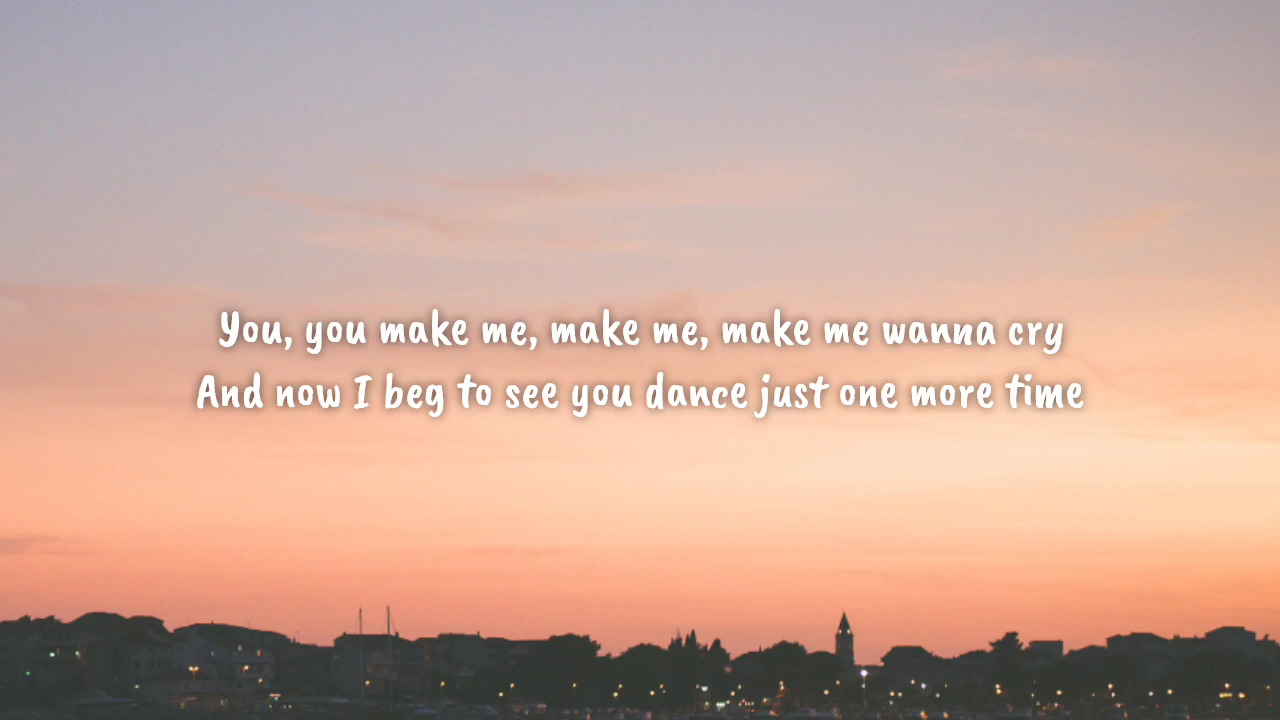 You, you make me, make me, make me wanna cry
And now I beg to see you dance just one more time